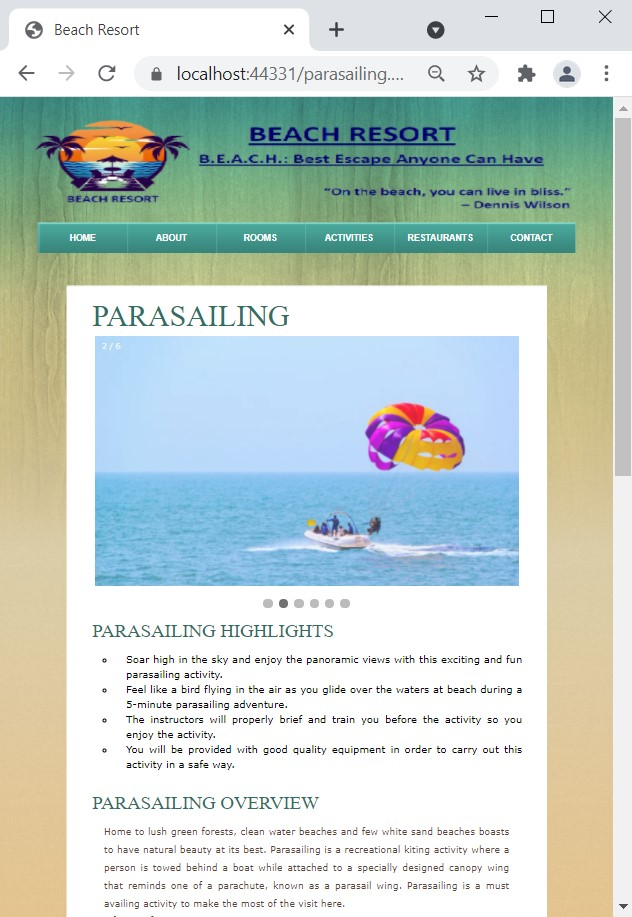 Beach Resort
localhost:44331/parasailing....
BEACH RESORT
B.E.A.C.H.: Best Escape Anyone Can Have
BEACH RESORT
“On the beach, you can live in bliss.”
– Dennis Wilson
HOME ABOUT ROOMS ACTIVITIES RESTAURANTS CONTACT
PARASAILING
2 / 6
PARASAILING HIGHLIGHTS
Soar high in the sky and enjoy the panoramic views with this exciting and fun
parasailing activity.
Feel like a bird flying in the air as you glide over the waters at beach during a
5-minute parasailing adventure.
The instructors will properly brief and train you before the activity so you
enjoy the activity.
You will be provided with good quality equipment in order to carry out this
activity in a safe way.
PARASAILING OVERVIEW
Home to lush green forests, clean water beaches and few white sand beaches boasts
to have natural beauty at its best. Parasailing is a recreational kiting activity where a
person is towed behind a boat while attached to a specially designed canopy wing
that reminds one of a parachute, known as a parasail wing. Parasailing is a must
availing activity to make the most of the visit here.